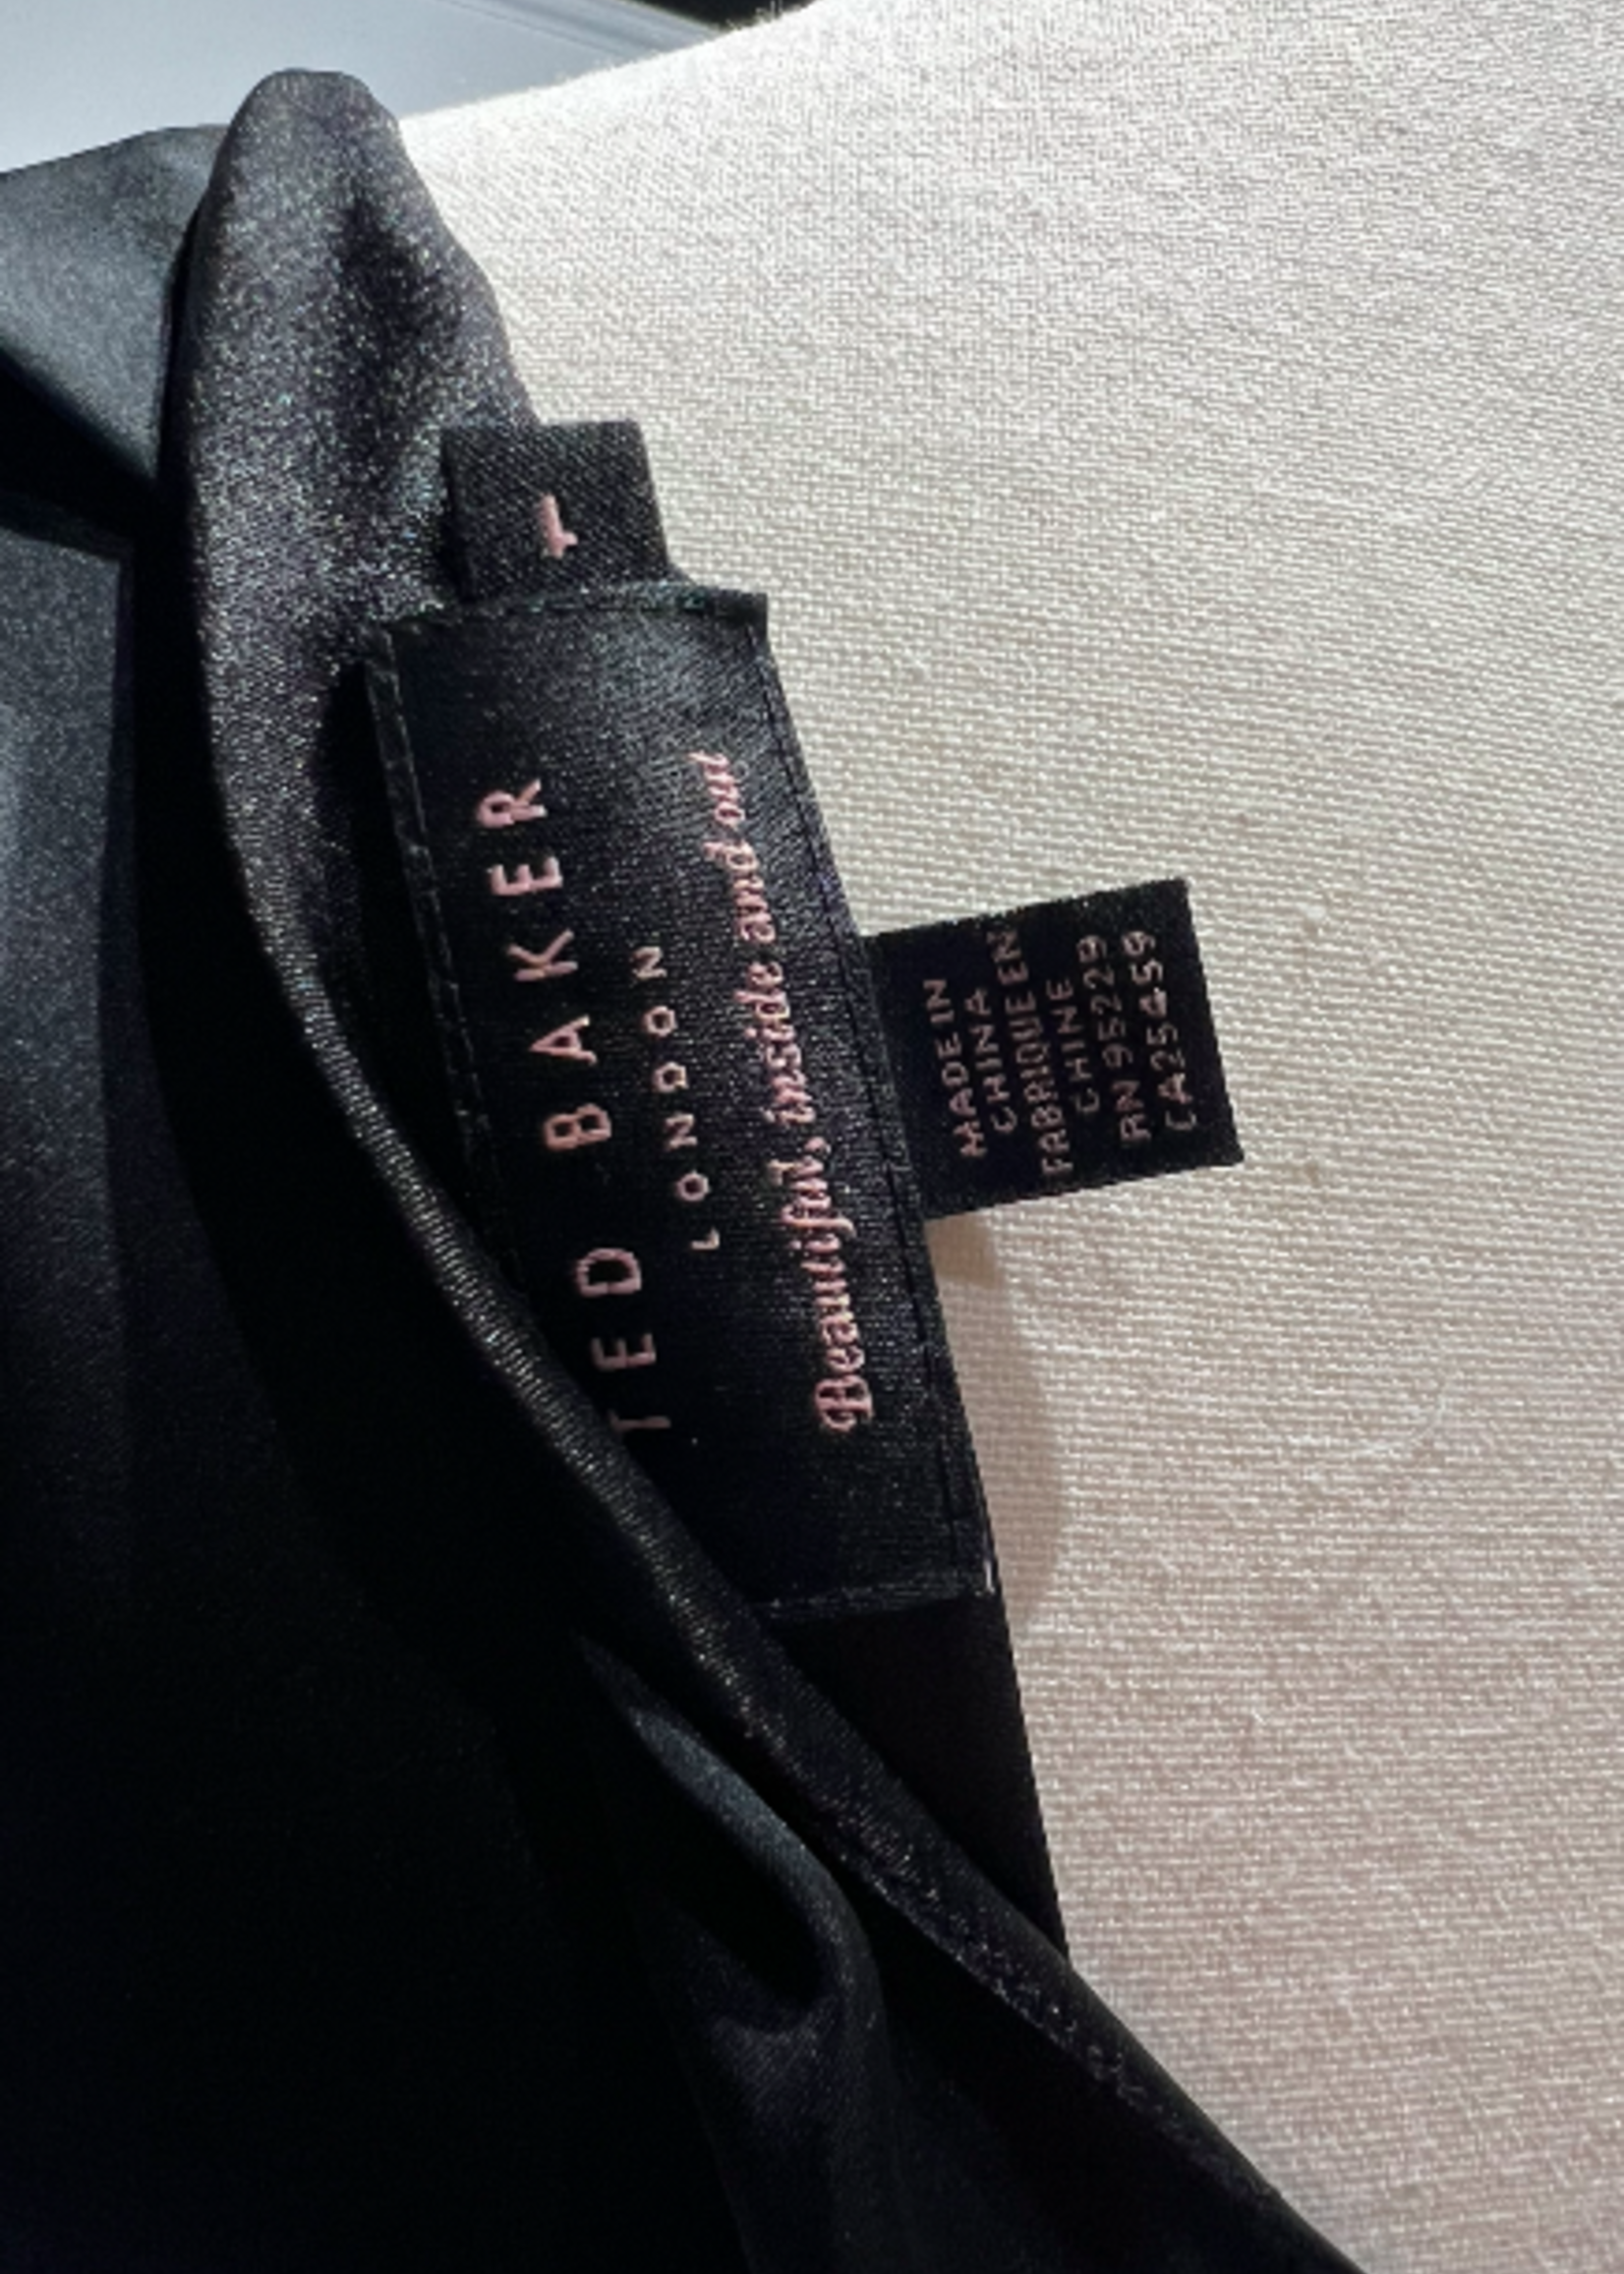 TED BAKER
LONDON
Beautiful, inside and out
MADE IN
CHINA
FABRIQUE EN
CHINE
RN 95229
CA25459